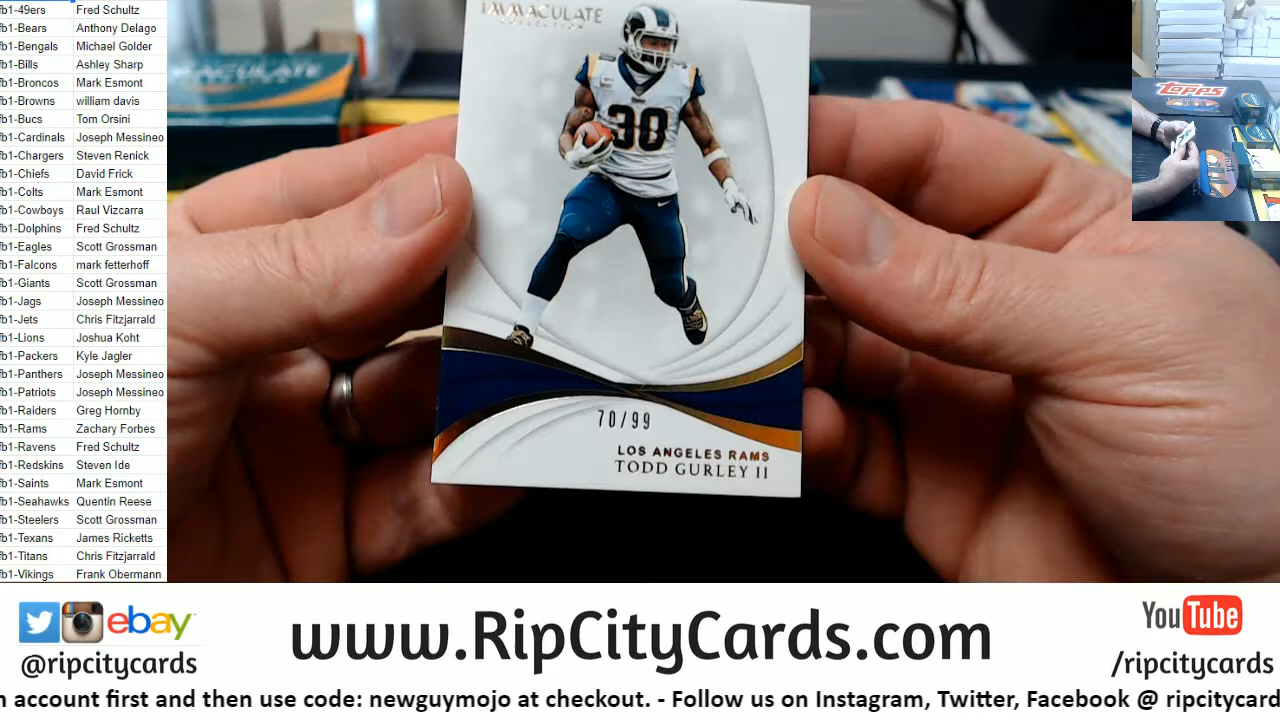 fb1-49ers Fred Schultz
fb1-Bears Anthony Delago
fb1-Bengals Michael Golder
fb1-Bills Ashley Sharp
fb1-Broncos Mark Esmont
fb1-Browns william davis
fb1-Bucs Tom Orsini
fb1-Cardinals Joseph Messineo
fb1-Chargers Steven Renick
fb1-Chiefs David Frick
fb1-Colts Mark Esmont
fb1-Cowboys Raul Vizcarra
fb1-Dolphins Fred Schultz
fb1-Eagles Scott Grossman
fb1-Falcons mark fetterhoff
fb1-Giants Scott Grossman
fb1-Jags Joseph Messineo
fb1-Jets Chris Fitzjarrald
fb1-Lions Joshua Koht
fb1-Packers Kyle Jagler
fb1-Panthers Joseph Messineo
fb1-Patriots Joseph Messineo
fb1-Raiders Greg Hornby
fb1-Rams Zachary Forbes
fb1-Ravens Fred Schultz
fb1-Redskins Steven Ide
fb1-Saints Mark Esmont
fb1-Seahawks Quentin Reese
fb1-Steelers Scott Grossman
fb1-Texans James Ricketts
fb1-Titans Chris Fitzjarrald
fb1-Vikings Frank Obermann
IMMACULATE
COLLECTION
IMMACULATE
30
70/99
LOS ANGELES RAMS
TODD GURLEY II
Topps
ebay
@ripcitycards
www.RipCityCards.com
YouTube
/ripcitycards
n account first and then use code: newguymojo at checkout. - Follow us on Instagram, Twitter, Facebook @ ripcitycard